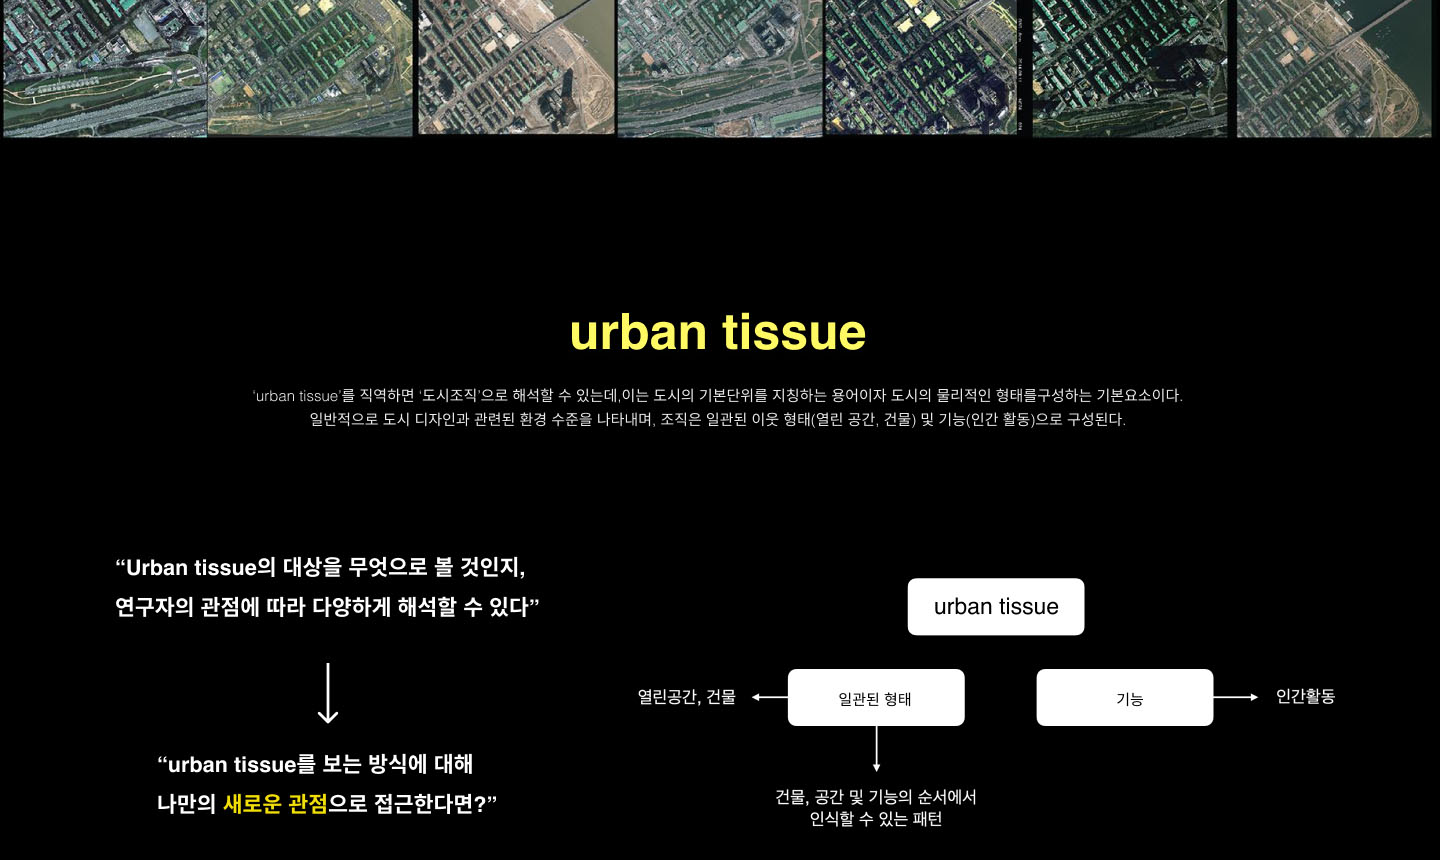 urban tissue
'urban tissue'를 직역하면 '도시조직'으로 해석할 수 있는데,이는 도시의 기본단위를 지칭하는 용어이자 도시의 물리적인 형태를구성하는 기본요소이다.
일반적으로 도시 디자인과 관련된 환경 수준을 나타내며, 조직은 일관된 이웃 형태(열린 공간, 건물) 및 기능(인간 활동)으로 구성된다.
“Urban tissue의 대상을 무엇으로 볼 것인지,
연구자의 관점에 따라 다양하게 해석할 수 있다”
“urban tissue를 보는 방식에 대해
나만의 새로운 관점으로 접근한다면?”
urban tissue
열린공간, 건물
일관된 형태
기능
인간활동
건물, 공간 및 기능의 순서에서
인식할 수 있는 패턴